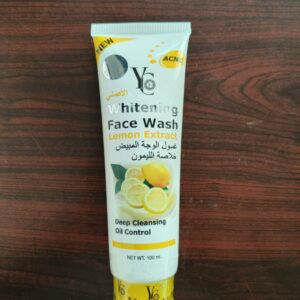 NEW
ACNE
YC
الأصلي
Whitening
Face Wash
Lemon Extract
غسول الوجة المبيض
خلاصة الليمون
Deep Cleansing
Oil Control
NET WT. 100 ml.